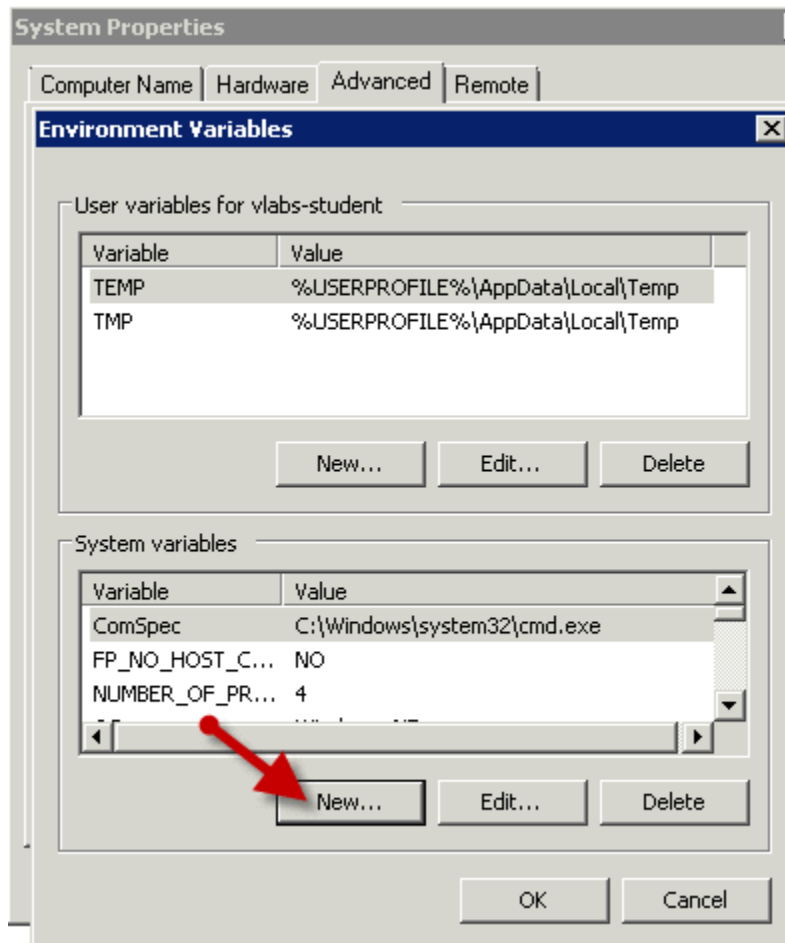 System Properties
Computer Name Hardware Advanced Remote
Environment Variables
User variables for vlabs-student
Variable Value
TEMP %USERPROFILE%\AppData\Local\Temp
TMP %USERPROFILE%\AppData\Local\Temp
New... Edit... Delete
System variables
Variable Value
ComSpec C:\Windows\system32\cmd.exe
FP_NO_HOST_C... NO
NUMBER_OF_PR... 4
New... Edit... Delete
OK Cancel